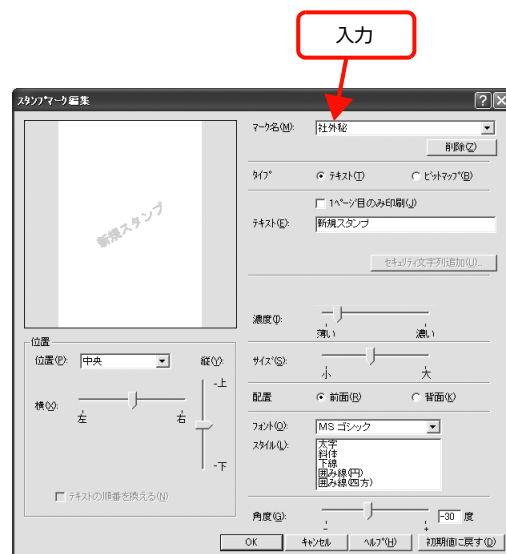 入力
スタンプマーク編集
マーク名(M):
社外秘
削除(Z)
タイプ
テキスト(T)
ビットマップ(B)
1ページ目のみ印刷(J)
テキスト(E):
新規スタンプ
セキュリティ文字列追加(U)...
新規スタンプ
濃度(I):
薄い
濃い
サイズ(S):
小
大
配置
前面(R)
背面(K)
フォント(O):
MS ゴシック
スタイル(L):
太字
斜体
下線
囲み線(円)
囲み線(四方)
角度(G):
-
+
-30
度
位置
位置(P):
中央
縦(Y):
-上
横(X):
左
右
-下
テキストの順番を換える(N)
OK
キャンセル
ヘルプ(H)
初期値に戻す(D)